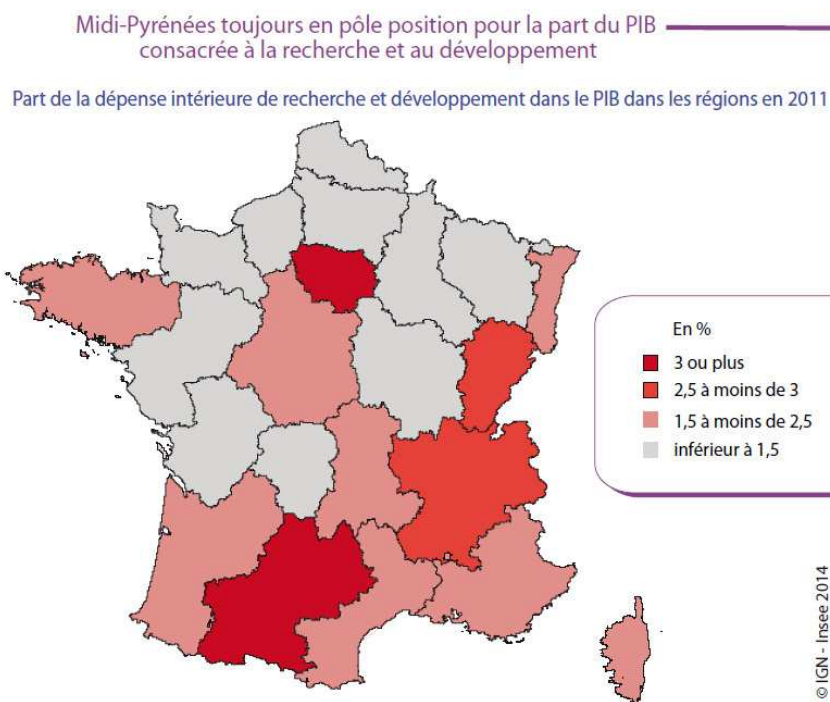 Midi-Pyrénées toujours en pôle position pour la part du PIB
consacrée à la recherche et au développement
Part de la dépense intérieure de recherche et développement dans le PIB dans les régions en 2011
En %
3 ou plus
2,5 à moins de 3
1,5 à moins de 2,5
inférieur à 1,5
© IGN - Insee 2014